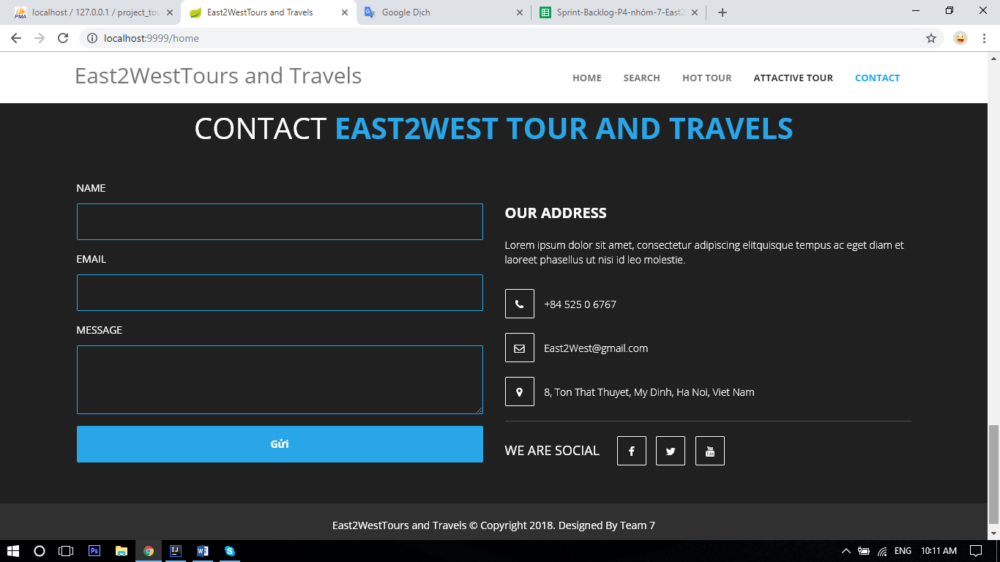 localhost / 127.0.0.1 / project_tou
East2WestTours and Travels
Google Dịch
Sprint-Backlog-P4-nhóm-7-East2
localhost:9999/home
East2WestTours and Travels
HOME
SEARCH
HOT TOUR
ATTACTIVE TOUR
CONTACT
CONTACT EAST2WEST TOUR AND TRAVELS
NAME
EMAIL
MESSAGE
Gửi
OUR ADDRESS
Lorem ipsum dolor sit amet, consectetur adipiscing elitquisque tempus ac eget diam et
laoreet phasellus ut nisi id leo molestie.
+84 525 0 6767
East2West@gmail.com
8, Ton That Thuyet, My Dinh, Ha Noi, Viet Nam
WE ARE SOCIAL
East2WestTours and Travels © Copyright 2018. Designed By Team 7
ENG
10:11 AM